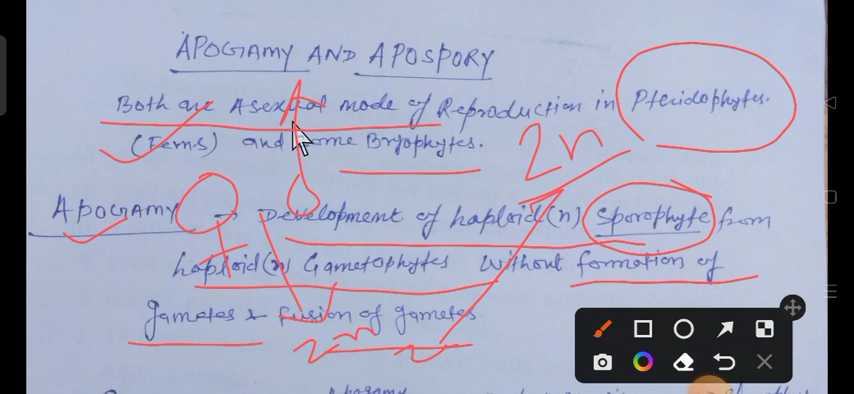 APOGAMY AND APOSPORY
Both are Asexual mode of Reproduction in Pteridophytes.
(Ferns) and some Bryophytes.
2n
APOGAMY → Development of haploid(n) Sporophyte from
haploid(n) Gametophytes without formation of
gametes & fusion of gametes
Apogamy